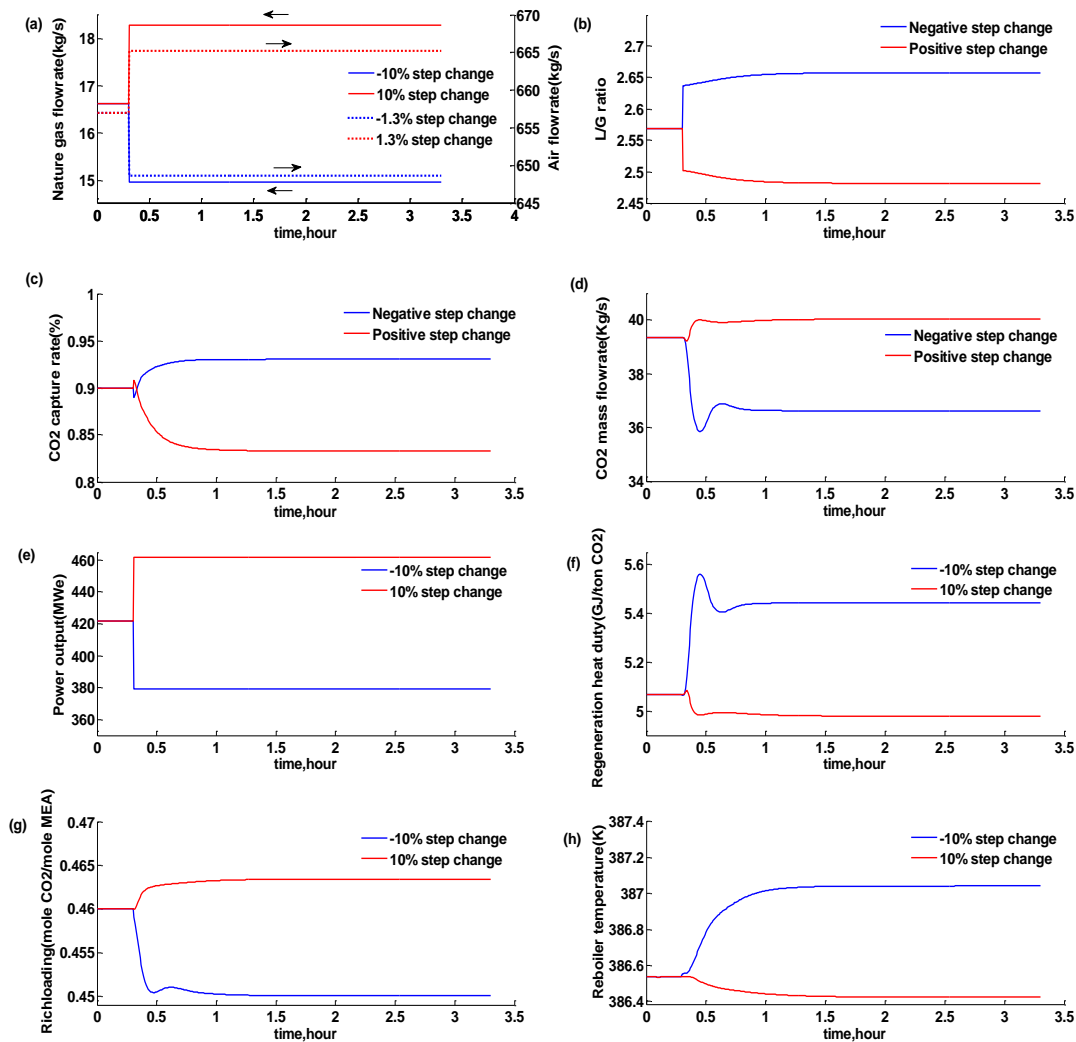 (a)
Nature gas flowrate(kg/s)
18
17
16
15
670
665
660
655
650
645
Air flowrate(kg/s)
-10% step change
10% step change
-1.3% step change
1.3% step change
0 0.5 1 1.5 2 2.5 3 3.5 4
time,hour
(b)
L/G ratio
2.7
2.65
2.6
2.55
2.5
2.45
Negative step change
Positive step change
0 0.5 1 1.5 2 2.5 3 3.5
time,hour
(c)
CO2 capture rate(%)
1
0.95
0.9
0.85
0.8
Negative step change
Positive step change
0 0.5 1 1.5 2 2.5 3 3.5
time,hour
(d)
CO2 mass flowrate(Kg/s)
40
38
36
34
Negative step change
Positive step change
0 0.5 1 1.5 2 2.5 3 3.5
time,hour
(e)
Power output(MWe)
460
440
420
400
380
360
-10% step change
10% step change
0 0.5 1 1.5 2 2.5 3 3.5
time,hour
(f)
Regeneration heat duty(GJ/ton CO2)
5.6
5.4
5.2
5
-10% step change
10% step change
0 0.5 1 1.5 2 2.5 3 3.5
time,hour
(g)
Richloading(mole CO2/mole MEA)
0.47
0.465
0.46
0.455
0.45
-10% step change
10% step change
0 0.5 1 1.5 2 2.5 3 3.5
time,hour
(h)
Reboiler temperature(K)
387.4
387.2
387
386.8
386.6
386.4
-10% step change
10% step change
0 0.5 1 1.5 2 2.5 3 3.5
time,hour